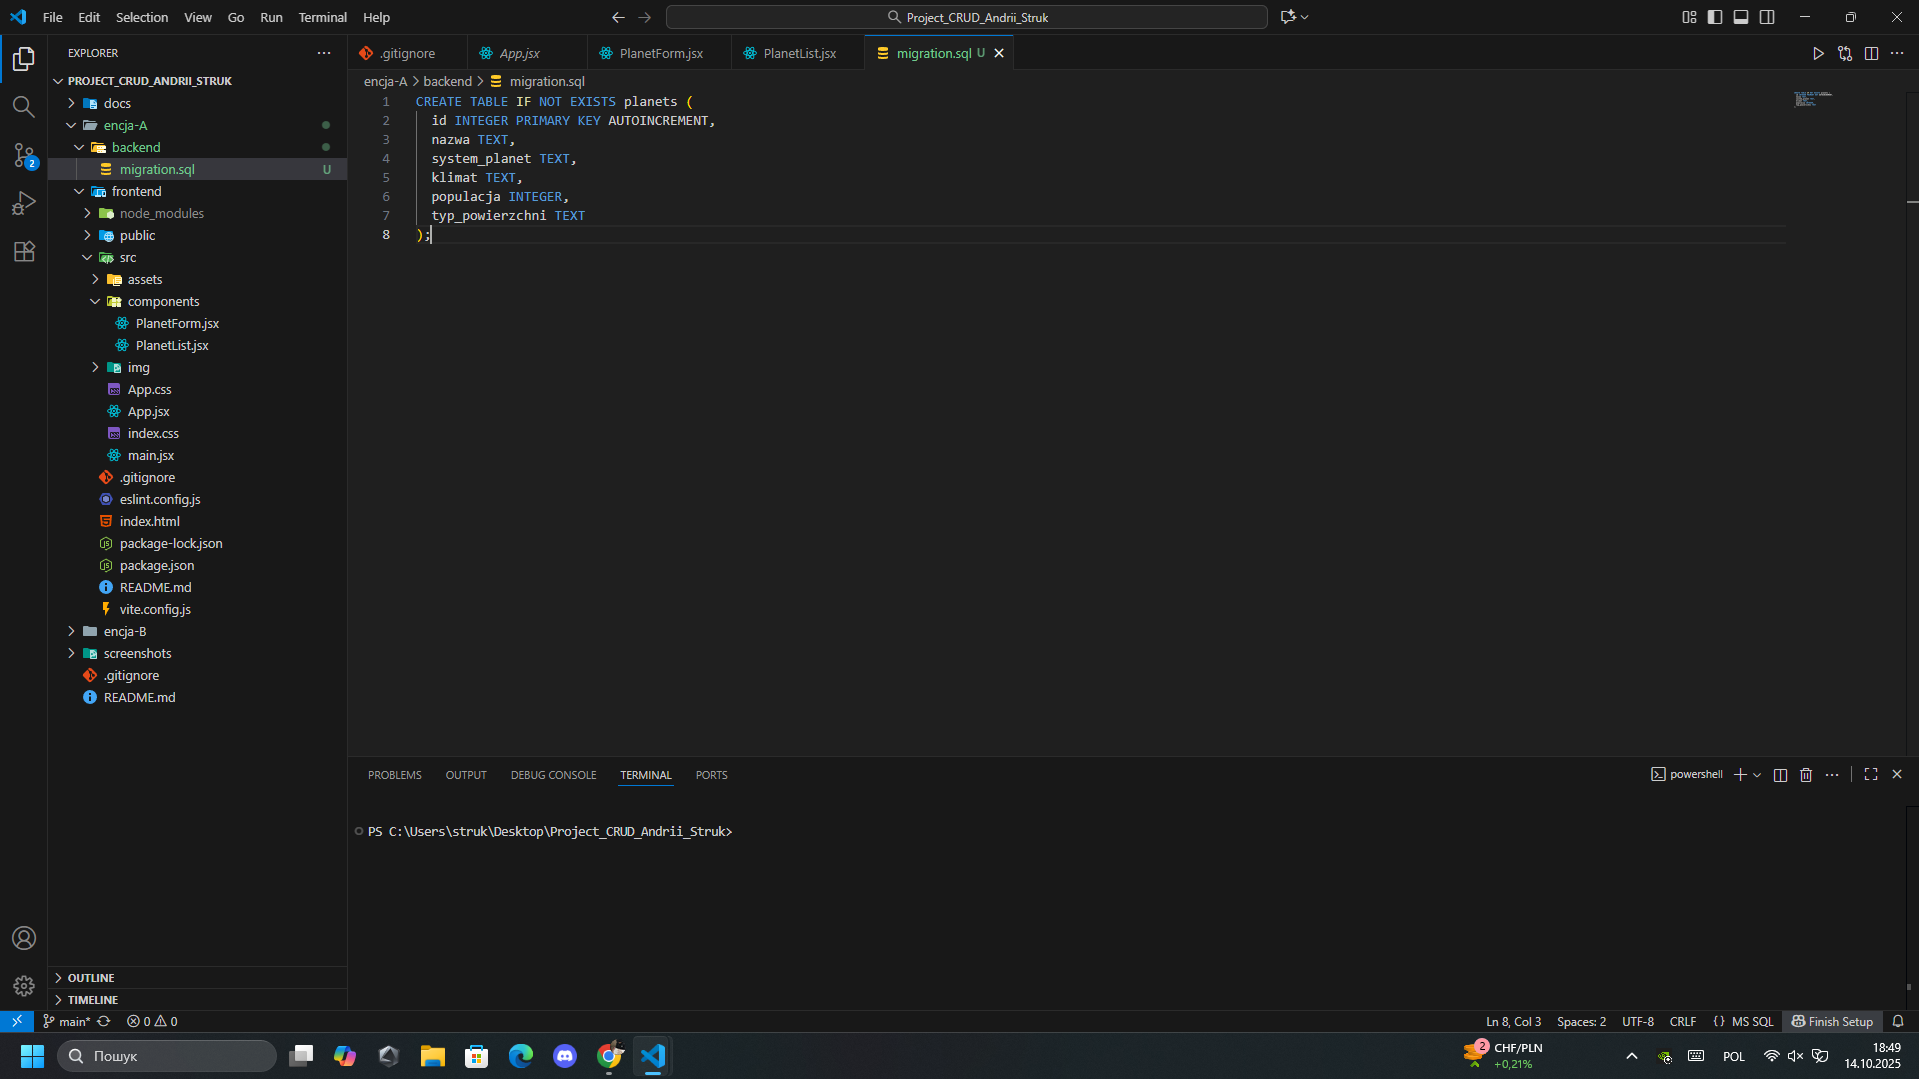 File Edit Selection View Go Run Terminal Help
Project_CRUD_Andrii_Struk
EXPLORER
PROJECT_CRUD_ANDRII_STRUK
docs
encja-A
backend
migration.sql U
frontend
node_modules
public
src
assets
components
PlanetForm.jsx
PlanetList.jsx
img
App.css
App.jsx
index.css
main.jsx
.gitignore
eslint.config.js
index.html
package-lock.json
package.json
README.md
vite.config.js
encja-B
screenshots
.gitignore
README.md
OUTLINE
TIMELINE
2
.gitignore App.jsx PlanetForm.jsx PlanetList.jsx migration.sql U
encja-A > backend > migration.sql
1 CREATE TABLE IF NOT EXISTS planets (
2 id INTEGER PRIMARY KEY AUTOINCREMENT,
3 nazwa TEXT,
4 system_planet TEXT,
5 klimat TEXT,
6 populacja INTEGER,
7 typ_powierzchni TEXT
8 );
PROBLEMS OUTPUT DEBUG CONSOLE TERMINAL PORTS
powershell
PS C:\Users\struk\Desktop\Project_CRUD_Andrii_Struk>
main* 0 0
Ln 8, Col 3 Spaces: 2 UTF-8 CRLF {} MS SQL Finish Setup
Пошук
2
CHF/PLN
+0,21%
POL
18:49
14.10.2025